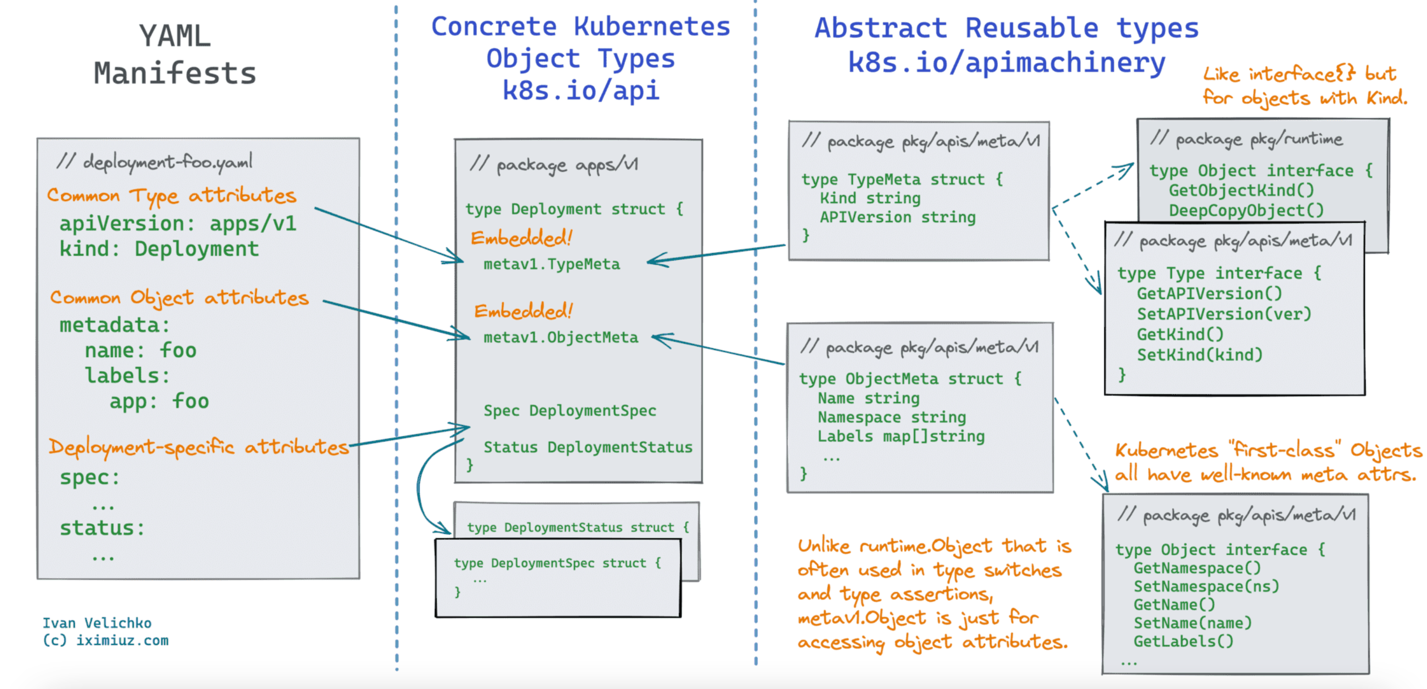 YAML
Manifests
// deployment-foo.yaml
Common Type attributes
apiVersion: apps/v1
kind: Deployment
Common Object attributes
metadata:
name: foo
labels:
app: foo
Deployment-specific attributes
spec:
...
status:
...
Ivan Velichko
(c) iximiuz.com
Concrete Kubernetes
Object Types
k8s.io/api
// package apps/v1
type Deployment struct {
Embedded!
metav1.TypeMeta
Embedded!
metav1.ObjectMeta
Spec DeploymentSpec
Status DeploymentStatus
}
type DeploymentStatus struct {
type DeploymentSpec struct {
...
}
Abstract Reusable types
k8s.io/apimachinery
// package pkg/apis/meta/v1
type TypeMeta struct {
Kind string
APIVersion string
}
Like interface{} but
for objects with Kind.
// package pkg/runtime
type Object interface {
GetObjectKind()
DeepCopyObject()
// package pkg/apis/meta/v1
type Type interface {
GetAPIVersion()
SetAPIVersion(ver)
GetKind()
SetKind(kind)
}
// package pkg/apis/meta/v1
type ObjectMeta struct {
Name string
Namespace string
Labels map[]string
...
}
Kubernetes "first-class" Objects
all have well-known meta attrs.
// package pkg/apis/meta/v1
type Object interface {
GetNamespace()
SetNamespace(ns)
GetName()
SetName(name)
GetLabels()
...
Unlike runtime.Object that is
often used in type switches
and type assertions,
metav1.Object is just for
accessing object attributes.